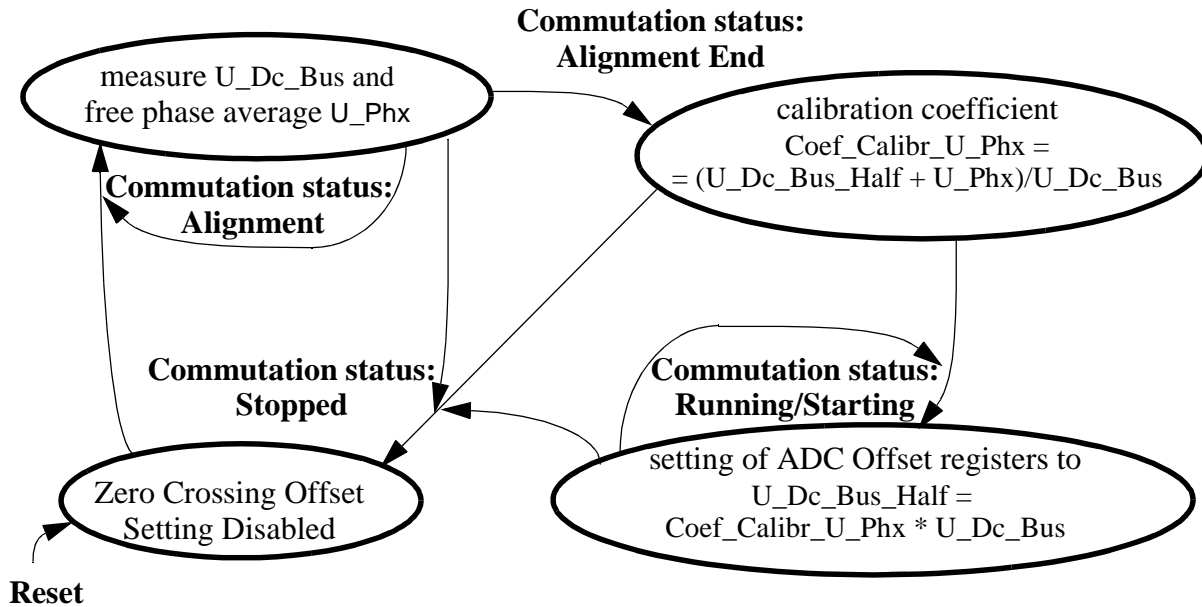 Commutation status:
Alignment End
measure U_Dc_Bus and
free phase average U_Phx
calibration coefficient
Coef_Calibr_U_Phx =
= (U_Dc_Bus_Half + U_Phx)/U_Dc_Bus
Commutation status:
Alignment
Commutation status:
Stopped
Commutation status:
Running/Starting
setting of ADC Offset registers to
U_Dc_Bus_Half =
Coef_Calibr_U_Phx * U_Dc_Bus
Zero Crossing Offset
Setting Disabled
Reset